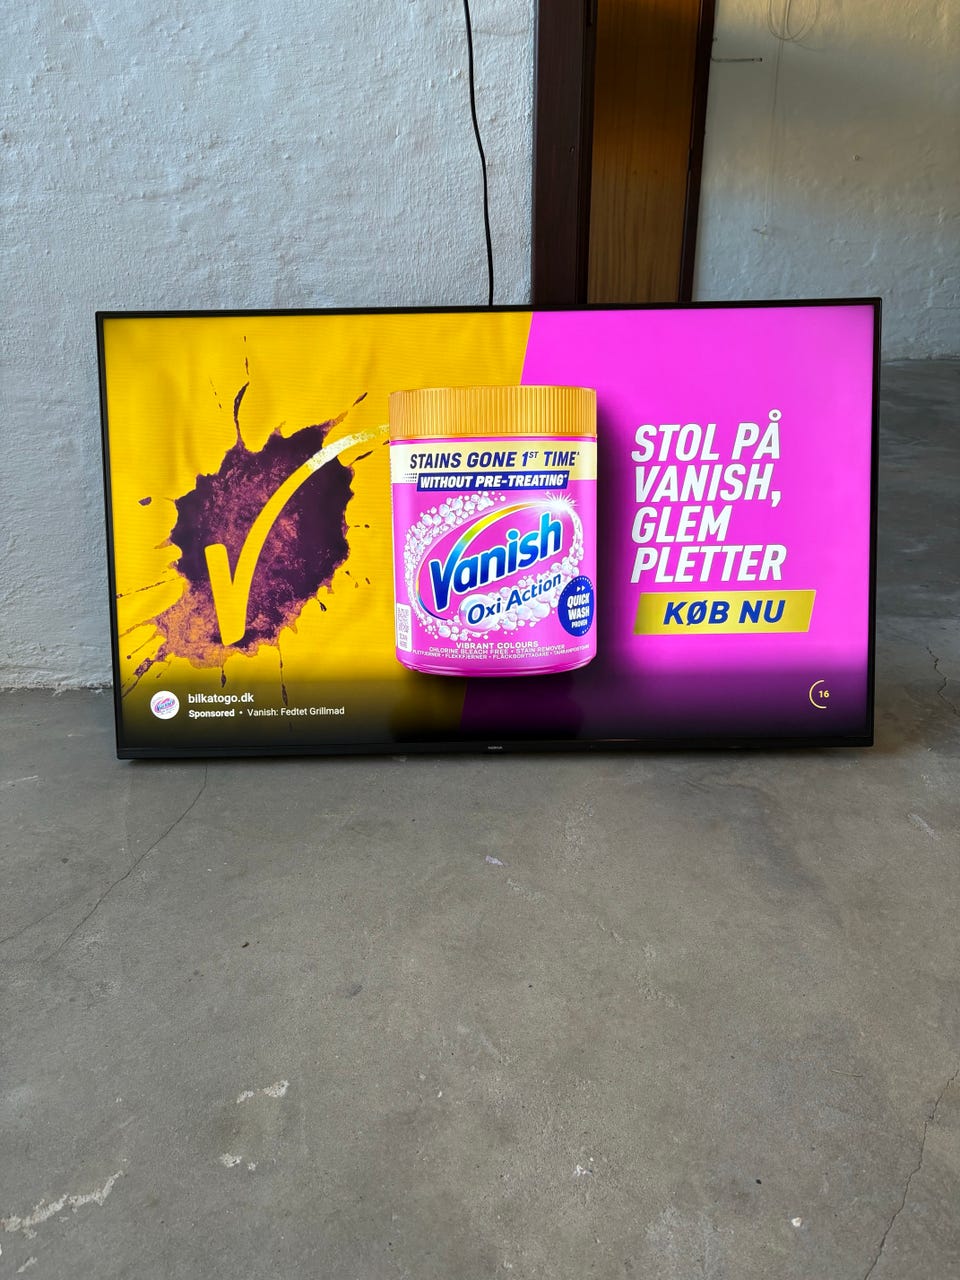 STAINS GONE 1ST TIME*
WITHOUT PRE-TREATING*
Vanish
Oxi Action
QUICK
WASH
PROVEN
VIBRANT COLOURS
CHLORINE BLEACH FREE • STAIN REMOVER
STOL PÅ
VANISH,
GLEM
PLETTER
KØB NU
bilkatogo.dk
Sponsored • Vanish: Fedtet Grillmad
16
NOKIA